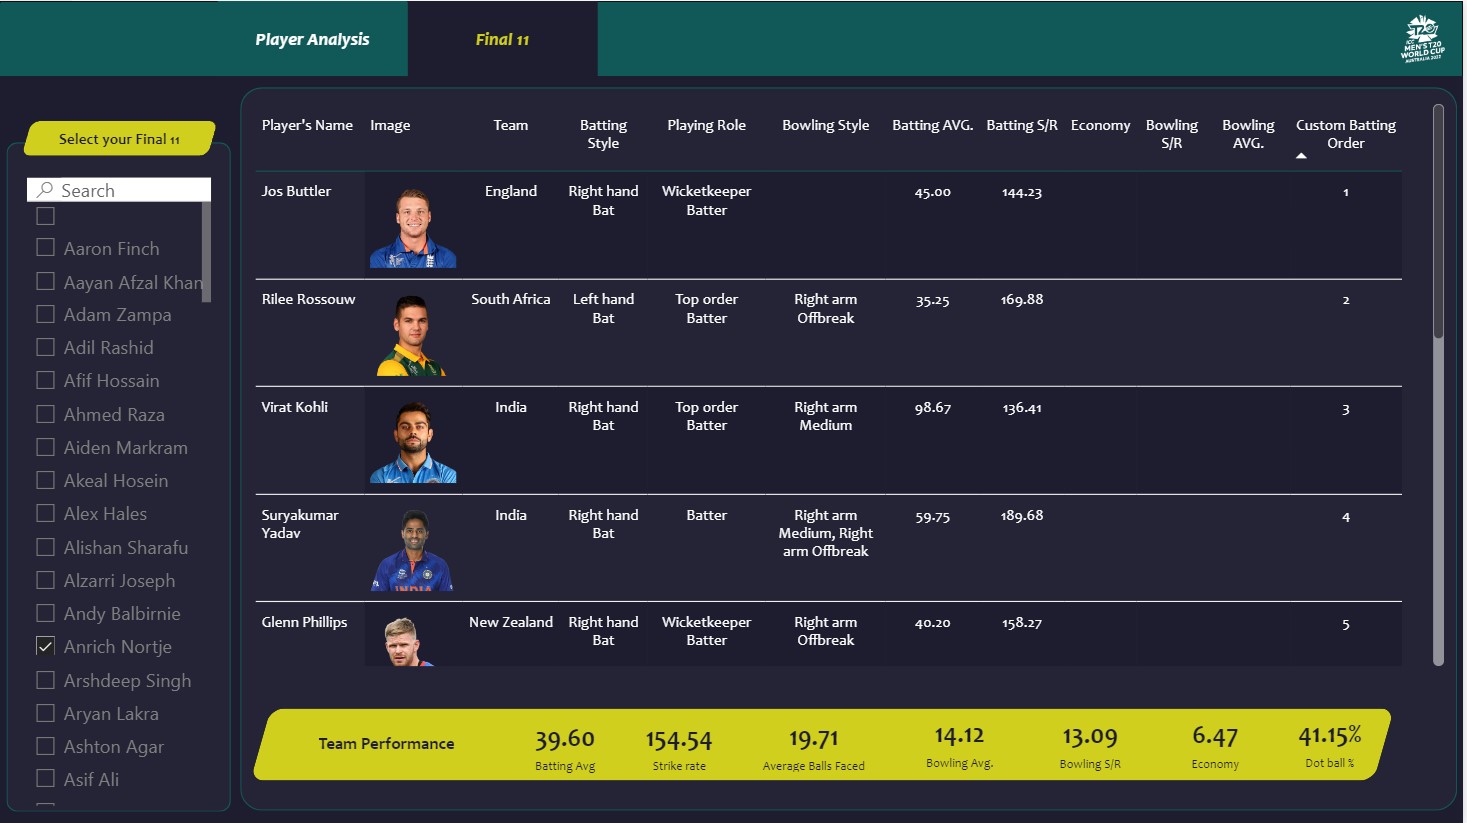 Player Analysis
Final 11
ICC
MEN'S T20
WORLD CUP
AUSTRALIA 2022
Select your Final 11
Search
Aaron Finch
Aayan Afzal Khan
Adam Zampa
Adil Rashid
Afif Hossain
Ahmed Raza
Aiden Markram
Akeal Hosein
Alex Hales
Alishan Sharafu
Alzarri Joseph
Andy Balbirnie
Anrich Nortje
Arshdeep Singh
Aryan Lakra
Ashton Agar
Asif Ali
Player's Name Image Team Batting Style Playing Role Bowling Style Batting AVG. Batting S/R Economy Bowling S/R Bowling AVG. Custom Batting Order
Jos Buttler England Right hand Bat Wicketkeeper Batter 45.00 144.23 1
Rilee Rossouw South Africa Left hand Bat Top order Batter Right arm Offbreak 35.25 169.88 2
Virat Kohli India Right hand Bat Top order Batter Right arm Medium 98.67 136.41 3
Suryakumar Yadav India Right hand Bat Batter Right arm Medium, Right arm Offbreak 59.75 189.68 4
INDIA
Glenn Phillips New Zealand Right hand Bat Wicketkeeper Batter Right arm Offbreak 40.20 158.27 5
Team Performance
39.60 154.54 19.71 14.12 13.09 6.47 41.15%
Batting Avg Strike rate Average Balls Faced Bowling Avg. Bowling S/R Economy Dot ball %